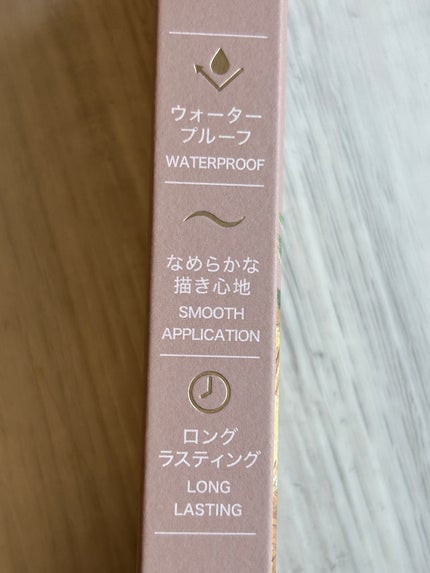 ウォーター
プルーフ
WATERPROOF
なめらかな
描き心地
SMOOTH
APPLICATION
ロング
ラスティング
LONG
LASTING